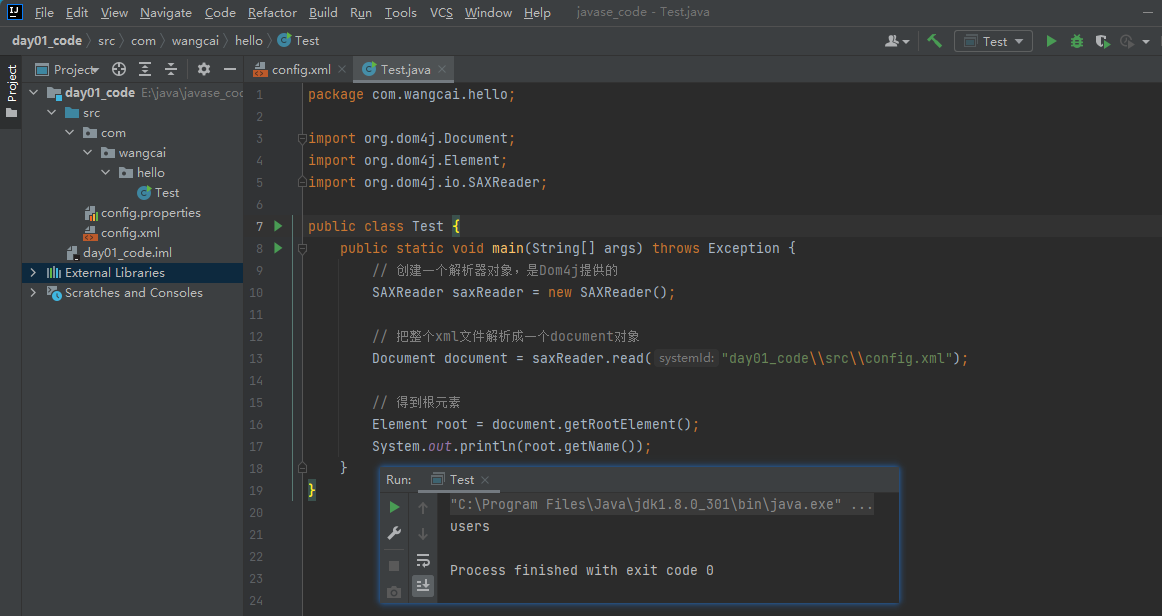 File Edit View Navigate Code Refactor Build Run Tools VCS Window Help javase_code - Test.java
day01_code src com wangcai hello Test
Test
Project
Project
config.xml
Test.java
day01_code E:\java\javase_coc
src
com
wangcai
hello
Test
config.properties
config.xml
day01_code.iml
External Libraries
Scratches and Consoles
1 package com.wangcai.hello;
2
3 import org.dom4j.Document;
4 import org.dom4j.Element;
5 import org.dom4j.io.SAXReader;
6
7 public class Test {
8 public static void main(String[] args) throws Exception {
9 // 创建一个解析器对象，是Dom4j提供的
10 SAXReader saxReader = new SAXReader();
11
12 // 把整个xml文件解析成一个document对象
13 Document document = saxReader.read( systemId: "day01_code\\src\\config.xml");
14
15 // 得到根元素
16 Element root = document.getRootElement();
17 System.out.println(root.getName());
18 }
19 }
20
21
22
23
24
Run: Test
"C:\Program Files\Java\jdk1.8.0_301\bin\java.exe" ...
users
Process finished with exit code 0